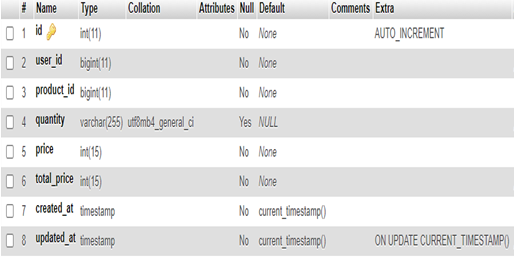 # Name Type Collation Attributes Null Default Comments Extra
1 id int(11) No None AUTO_INCREMENT
2 user_id bigint(11) No None
3 product_id bigint(11) No None
4 quantity varchar(255) utf8mb4_general_ci Yes NULL
5 price int(15) No None
6 total_price int(15) No None
7 created_at timestamp No current_timestamp()
8 updated_at timestamp No current_timestamp() ON UPDATE CURRENT_TIMESTAMP()